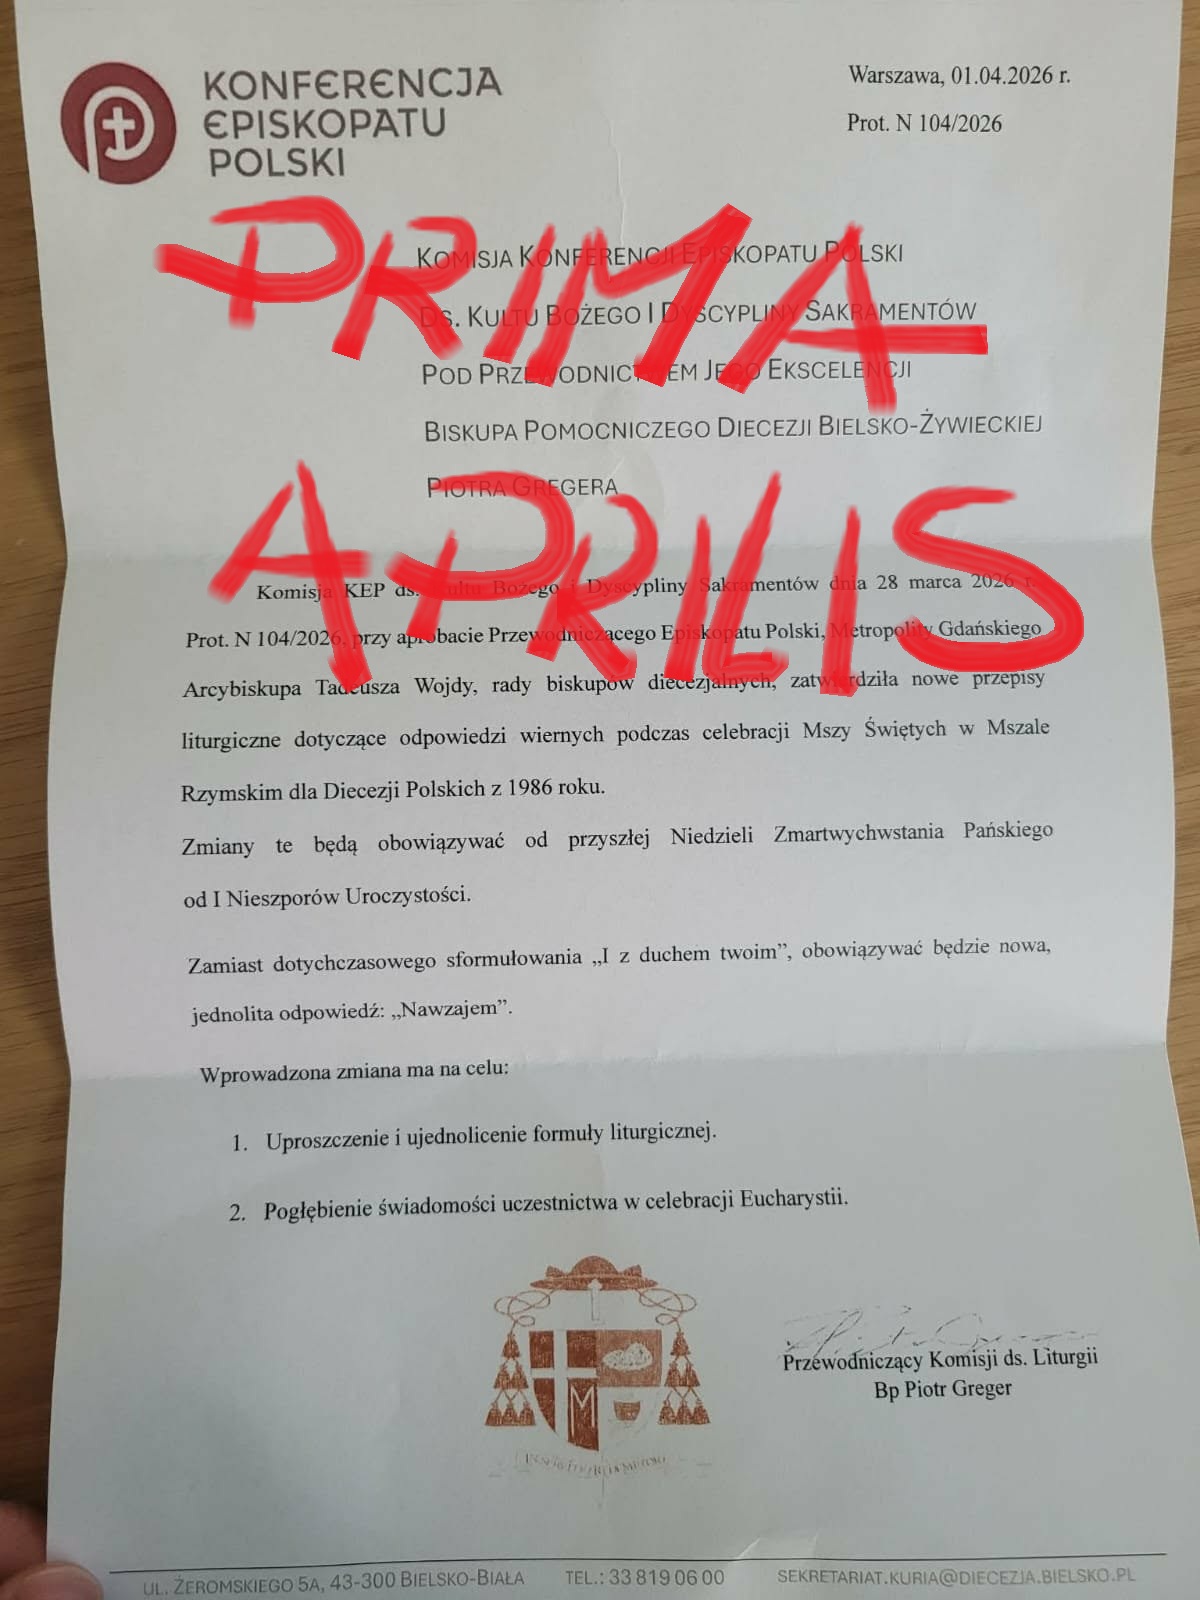 KONFERENCJA
EPISKOPATU
POLSKI
Warszawa, 01.04.2026 r.
Prot. N 104/2026
PRIMA
APRILIS
KOMISJA KONFERENCJI EPISKOPATU POLSKI
DS. KULTU BOŻEGO I DYSCYPLINY SAKRAMENTÓW
POD PRZEWODNICTWEM JEGO EKSCELENCJI
BISKUPA POMOCNICZEGO DIECEZJI BIELSKO-ŻYWIECKIEJ
PIOTRA GREGERA
Komisja KEP ds. Kultu Bożego i Dyscypliny Sakramentów dnia 28 marca 2026 r.
Prot. N 104/2026, przy aprobacie Przewodniczącego Episkopatu Polski, Metropolity Gdańskiego
Arcybiskupa Tadeusza Wojdy, rady biskupów diecezjalnych, zatwierdziła nowe przepisy
liturgiczne dotyczące odpowiedzi wiernych podczas celebracji Mszy Świętych w Mszale
Rzymskim dla Diecezji Polskich z 1986 roku.
Zmiany te będą obowiązywać od przyszłej Niedzieli Zmartwychwstania Pańskiego
od I Nieszporów Uroczystości.
Zamiast dotychczasowego sformułowania „I z duchem twoim”, obowiązywać będzie nowa,
jednolita odpowiedź: „Nawzajem”.
Wprowadzona zmiana ma na celu:
1. Uproszczenie i ujednolicenie formuły liturgicznej.
2. Pogłębienie świadomości uczestnictwa w celebracji Eucharystii.
M
Przewodniczący Komisji ds. Liturgii
Bp Piotr Greger
UL. ŻEROMSKIEGO 5A, 43-300 BIELSKO-BIAŁA TEL.: 33 819 06 00 SEKRETARIAT.KURIA@DIECEZJA.BIELSKO.PL